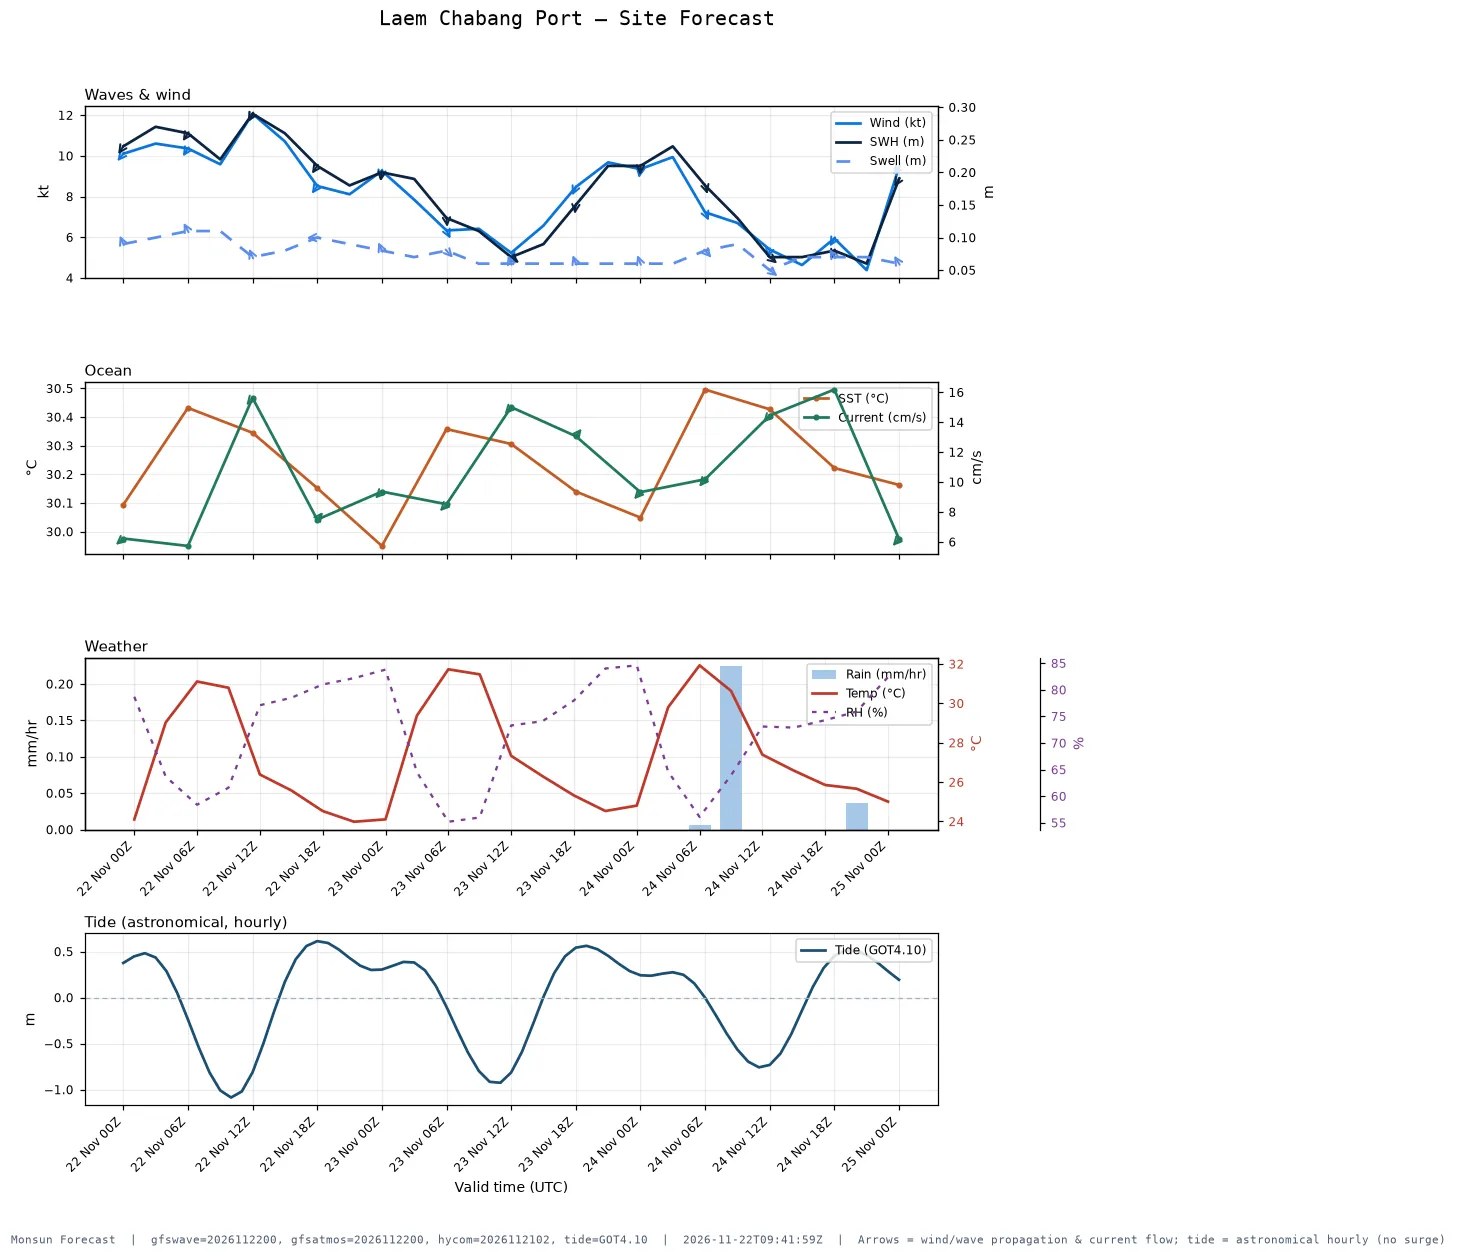 Laem Chabang Port — Site Forecast
Waves & wind
12
10
8
6
4
kt
0.30
0.25
0.20
0.15
0.10
0.05
m
Wind (kt)
SWH (m)
Swell (m)
Ocean
30.5
30.4
30.3
30.2
30.1
30.0
°C
16
14
12
10
8
6
cm/s
SST (°C)
Current (cm/s)
Weather
0.20
0.15
0.10
0.05
0.00
mm/hr
32
30
28
26
24
°C
85
80
75
70
65
60
55
%
Rain (mm/hr)
Temp (°C)
RH (%)
22 Nov 00Z
22 Nov 06Z
22 Nov 12Z
22 Nov 18Z
23 Nov 00Z
23 Nov 06Z
23 Nov 12Z
23 Nov 18Z
24 Nov 00Z
24 Nov 06Z
24 Nov 12Z
24 Nov 18Z
25 Nov 00Z
Tide (astronomical, hourly)
0.5
0.0
−0.5
−1.0
m
Tide (GOT4.10)
22 Nov 00Z
22 Nov 06Z
22 Nov 12Z
22 Nov 18Z
23 Nov 00Z
23 Nov 06Z
23 Nov 12Z
23 Nov 18Z
24 Nov 00Z
24 Nov 06Z
24 Nov 12Z
24 Nov 18Z
25 Nov 00Z
Valid time (UTC)
Monsun Forecast | gfswave=2026112200, gfsatmos=2026112200, hycom=2026112102, tide=GOT4.10 | 2026-11-22T09:41:59Z | Arrows = wind/wave propagation & current flow; tide = astronomical hourly (no surge)